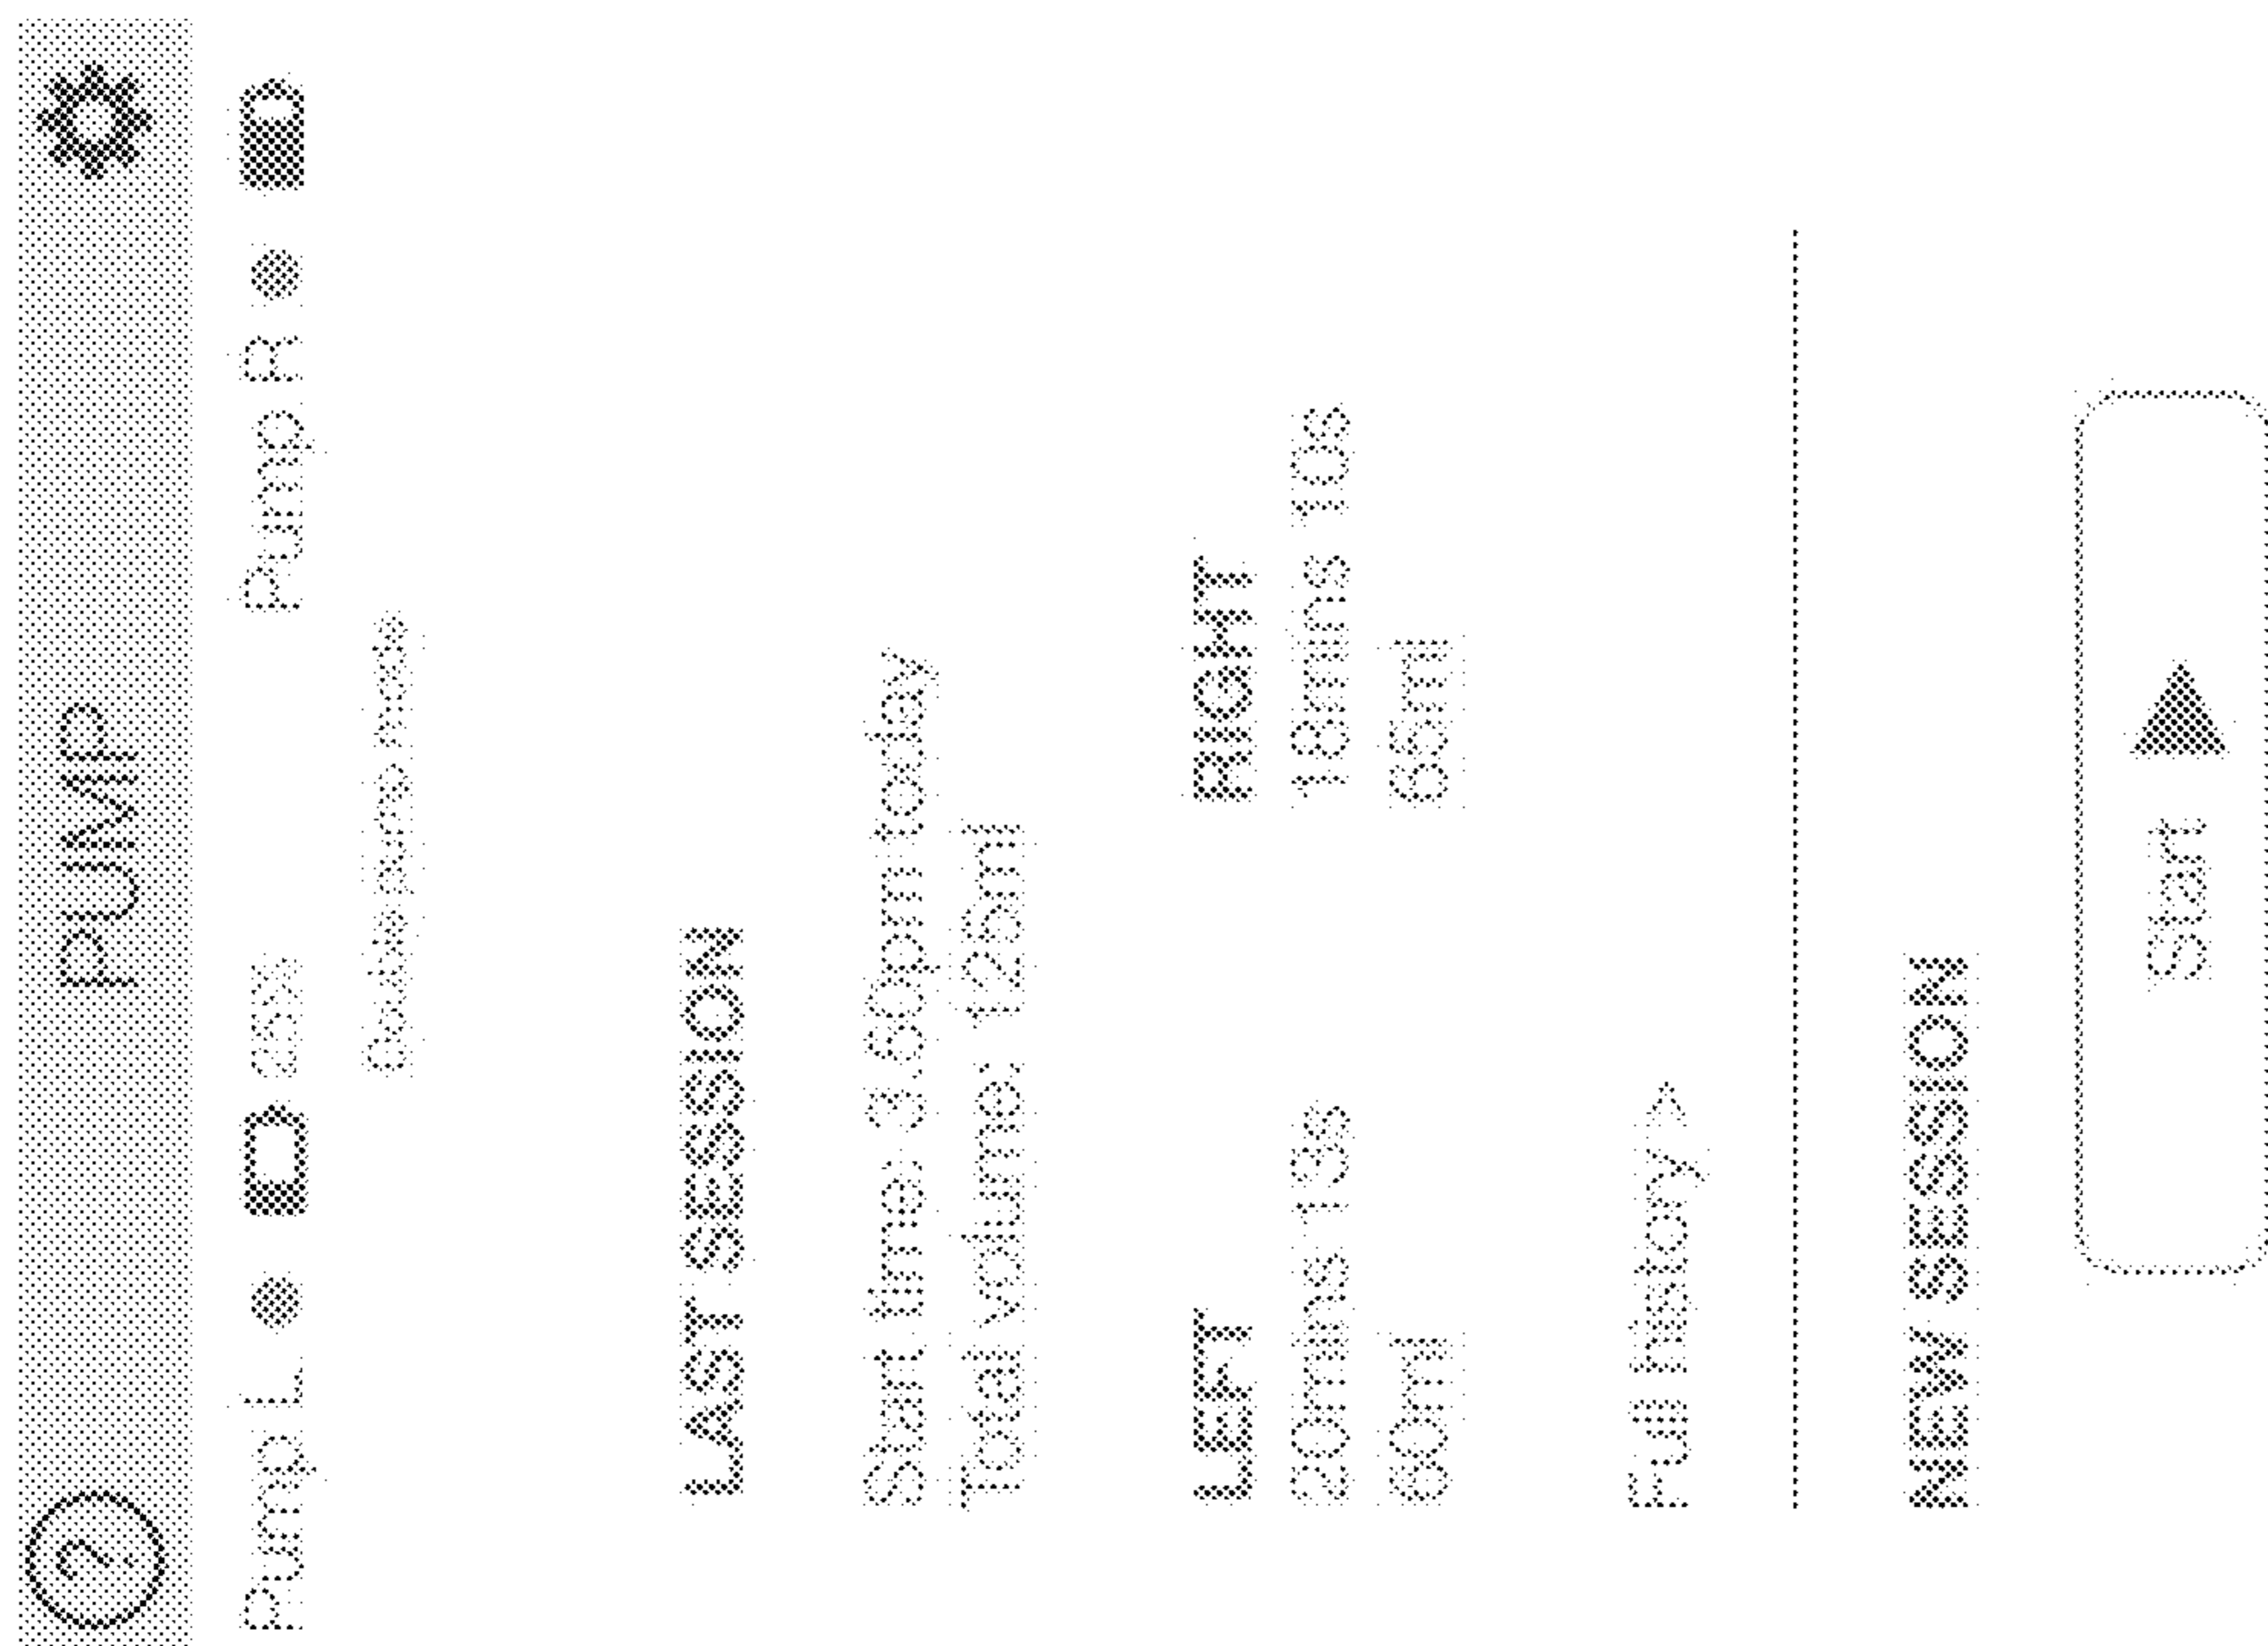 ? PUMP
Pump L Pump R
LAST SESSION
Start time: 3.50pm today
Total volume: 125ml
LEFT RIGHT
20mins 13s 18mins 10s
60ml 65ml
Full history >
NEW SESSION
Start